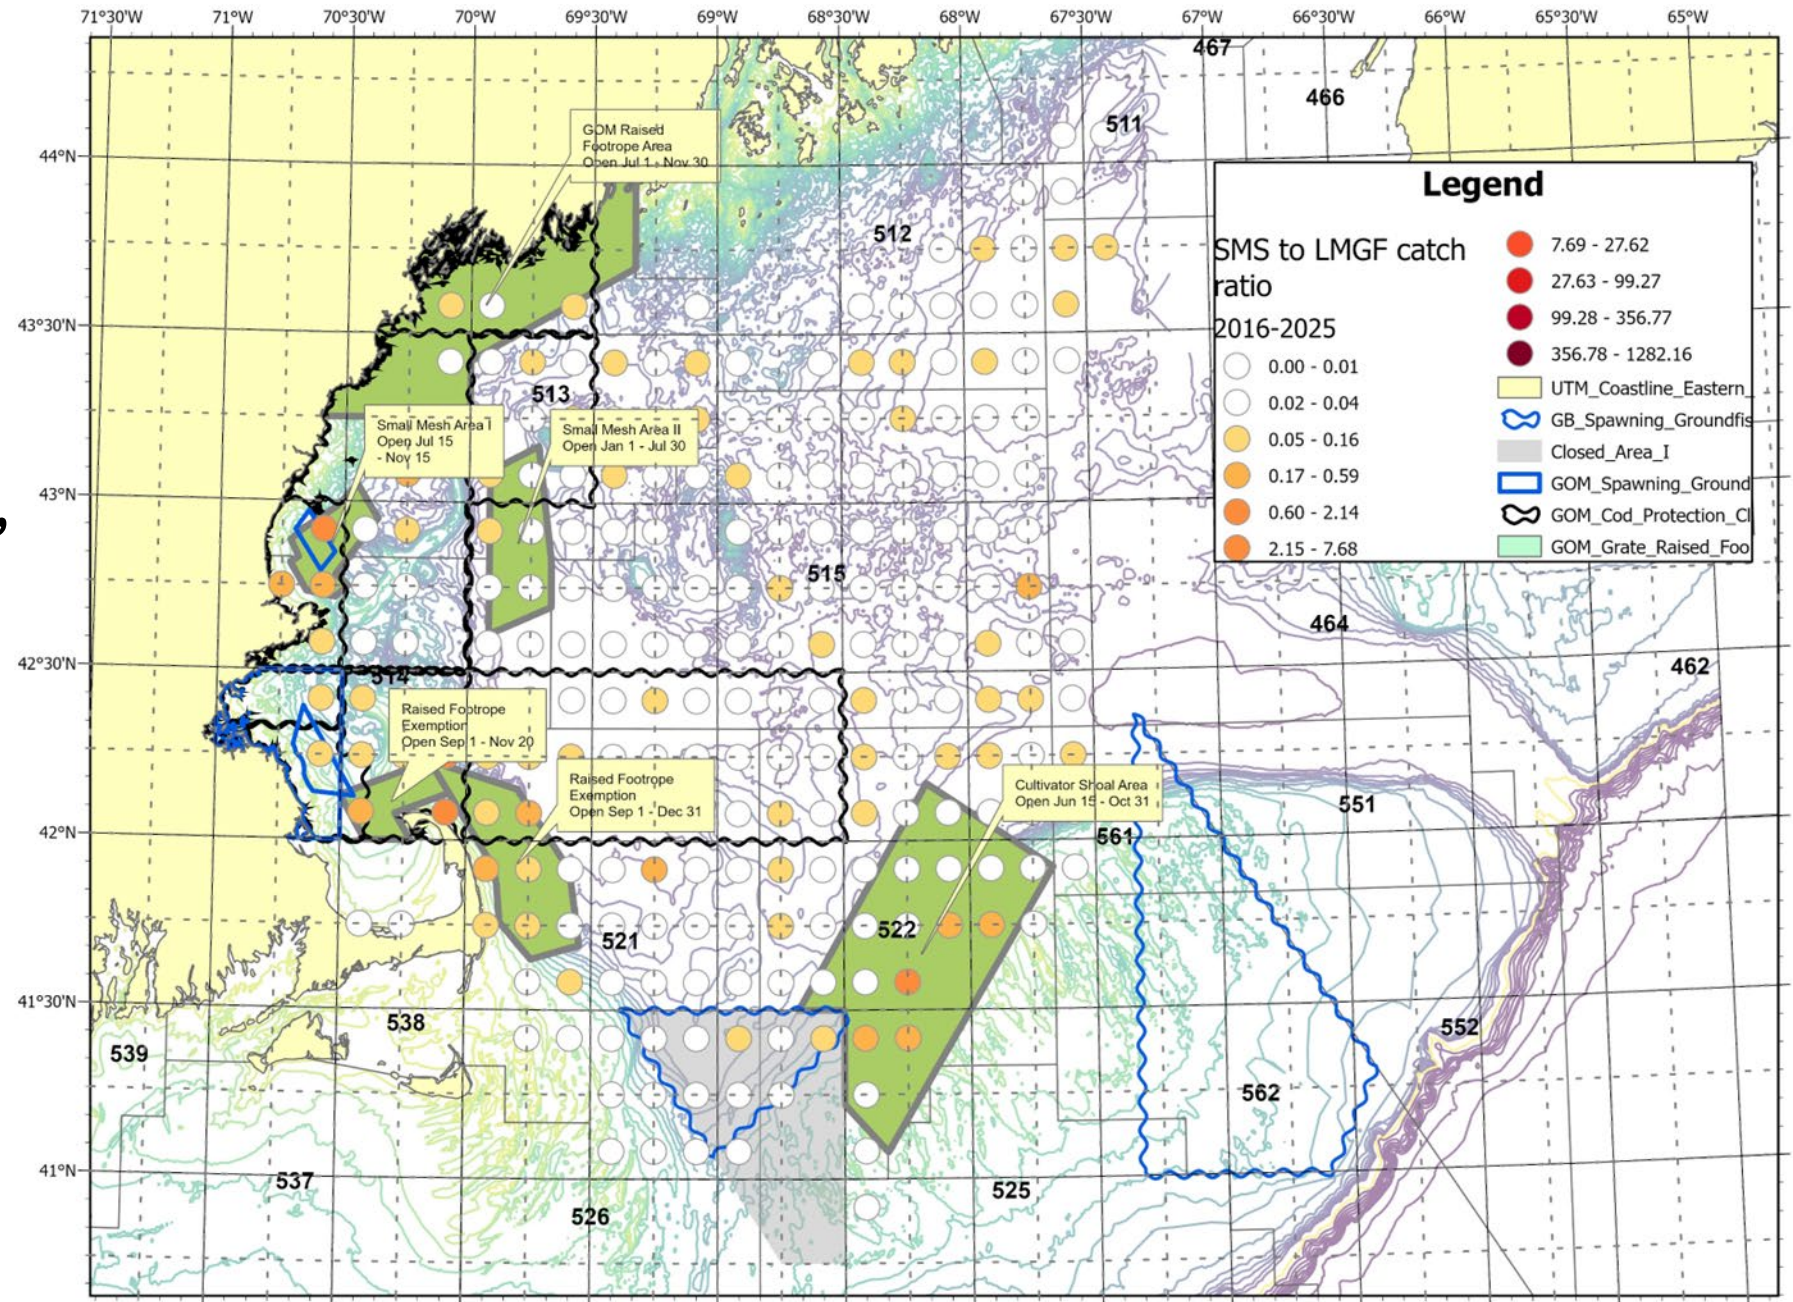 71°30'W 71°W 70°30'W 70°W 69°30'W 69°W 68°30'W 68°W 67°30'W 67°W 66°30'W 66°W 65°30'W 65°W
467
466
511
GOM Raised
Footrope Area
Open Jul 1 - Nov 30
44°N
Legend
512
SMS to LMGF catch
ratio
2016-2025
0.00 - 0.01
0.02 - 0.04
0.05 - 0.16
0.17 - 0.59
0.60 - 2.14
2.15 - 7.68
7.69 - 27.62
27.63 - 99.27
99.28 - 356.77
356.78 - 1282.16
UTM_Coastline_Eastern_
GB_Spawning_Groundfis
Closed_Area_I
GOM_Spawning_Ground
GOM_Cod_Protection_Cl
GOM_Grate_Raised_Foo
43°30'N
513
Small Mesh Area I
Open Jul 15
- Nov 15
Small Mesh Area II
Open Jan 1 - Jul 30
43°N
,
515
464
42°30'N
462
514
Raised Footrope
Exemption
Open Sep 1 - Nov 20
Raised Footrope
Exemption
Open Sep 1 - Dec 31
Cultivator Shoal Area
Open Jun 15 - Oct 31
551
42°N
561
522
521
41°30'N
538
552
539
562
41°N
537
525
526